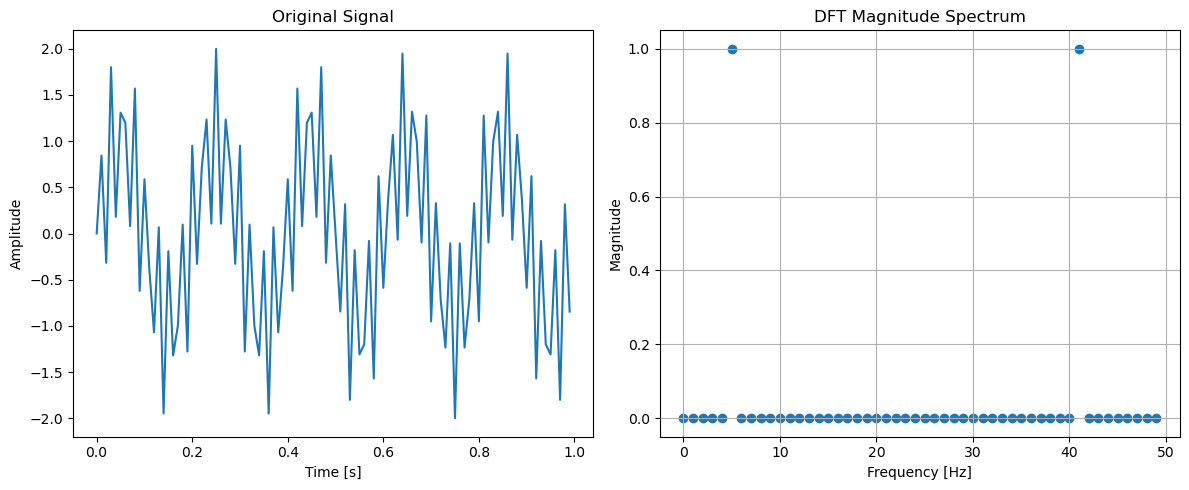 Original Signal
2.0
1.5
1.0
0.5
0.0
−0.5
−1.0
−1.5
−2.0
Amplitude
0.0 0.2 0.4 0.6 0.8 1.0
Time [s]
DFT Magnitude Spectrum
1.0
0.8
0.6
0.4
0.2
0.0
Magnitude
0 10 20 30 40 50
Frequency [Hz]